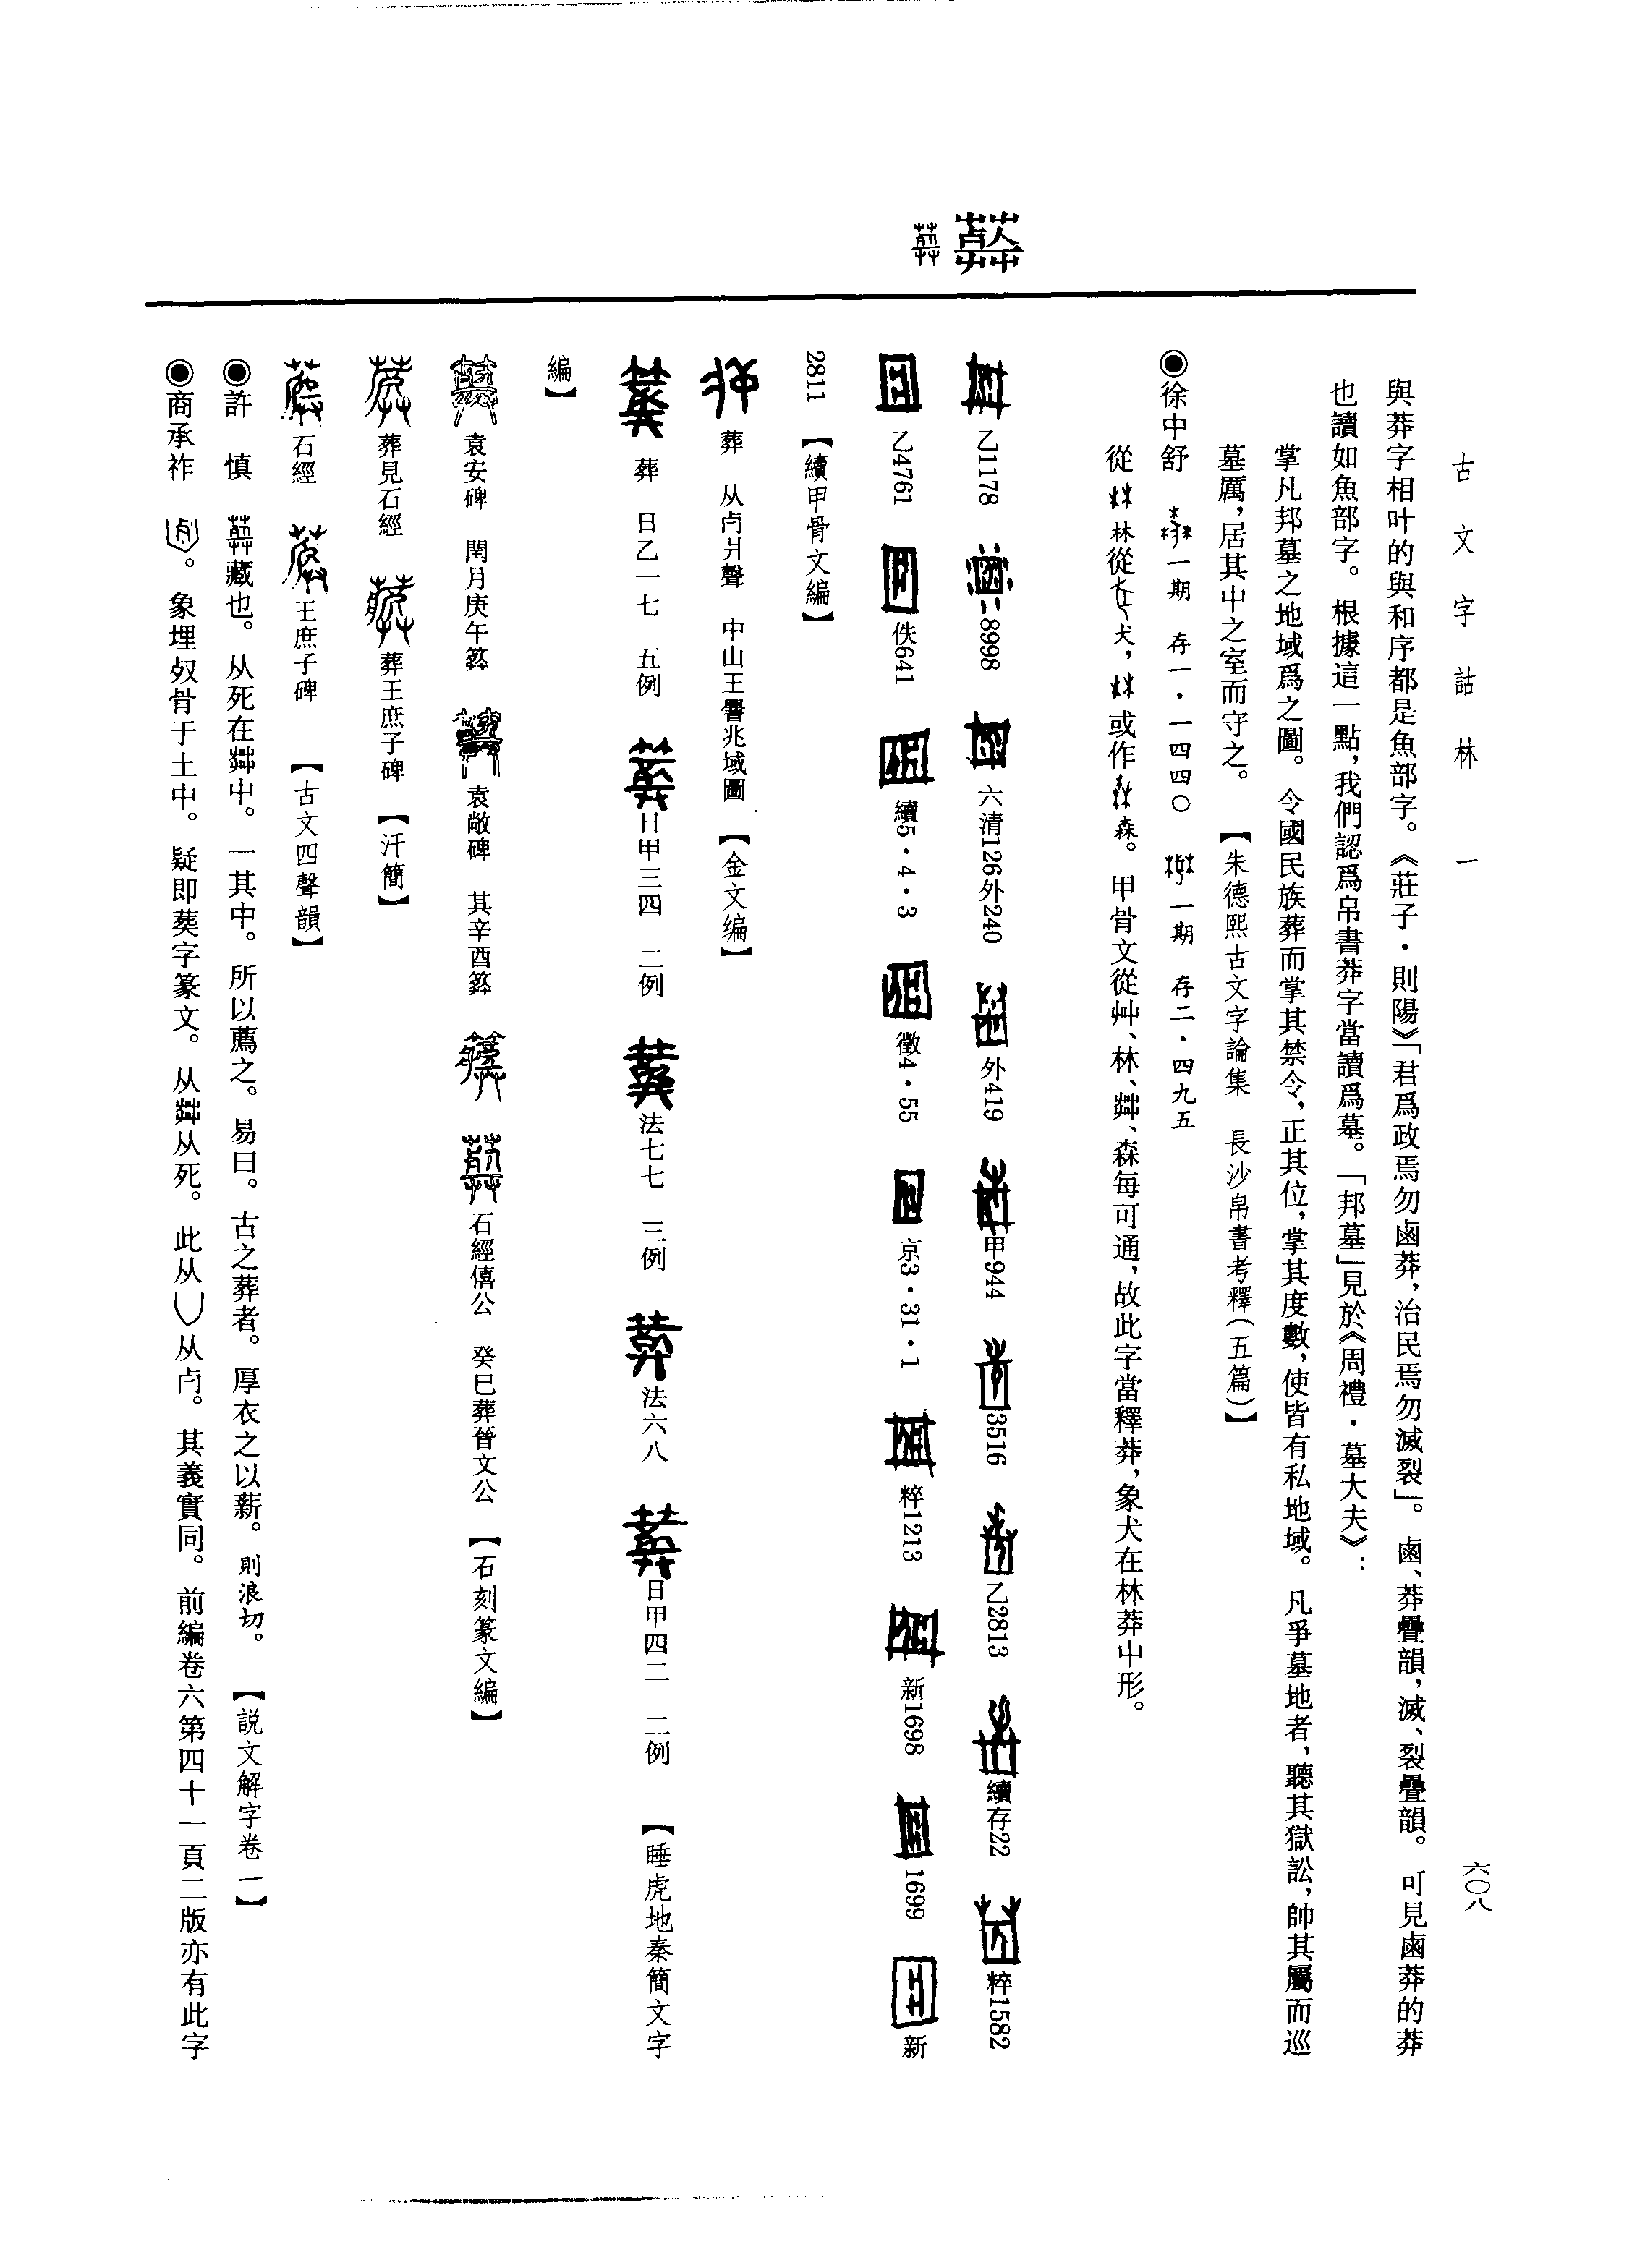 古文字詁林 一
六〇八
與莽字相叶的與和序都是魚部字。《莊子·則陽》「君爲政焉勿鹵莽，治民焉勿滅裂」。鹵、莽疊韻，滅、裂疊韻。可見鹵莽的莽
也讀如魚部字。根據這一點，我們認爲帛書莽字當讀爲墓。「邦墓」見於《周禮·墓大夫》：
掌凡邦墓之地域爲之圖。令國民族葬而掌其禁令，正其位，掌其度數，使皆有私地域。凡爭墓地者，聽其獄訟，帥其屬而巡
墓厲，居其中之室而守之。【朱德熙古文字論集 長沙帛書考釋（五篇）】
◉徐中舒 一期 存一·一四四〇 一期 存二·四九五
從林從犬，或作森。甲骨文從艸、林、茻、森每可通，故此字當釋莽，象犬在林莽中形。
葬
乙1178 8998 六清126外240 外419 甲944 3516 乙2813 續存22 粹1582
乙4761 佚641 續5·4·3 徵4·55 京3·31·1 粹1213 新1698 1699 新
2811【續甲骨文編】
葬 从歺爿聲 中山王𰯼兆域圖【金文编】
葬 日乙一七 五例 日甲三四 二例 法七七 三例 法六八 日甲四二 二例【睡虎地秦簡文字
編】
袁安碑 閏月庚午葬 袁敞碑 其辛酉葬 石經僖公 癸巳葬晉文公【石刻篆文編】
葬見石經 葬王庶子碑【汗簡】
石經 王庶子碑【古文四聲韻】
◉許 慎 葬藏也。从死在茻中。一其中。所以薦之。易曰。古之葬者。厚衣之以薪。則浪切。【説文解字卷一】
◉商承祚 。象埋歺骨于土中。疑即葬字篆文。从茻从死。此从凵从歺。其義實同。前編卷六第四十一頁二版亦有此字